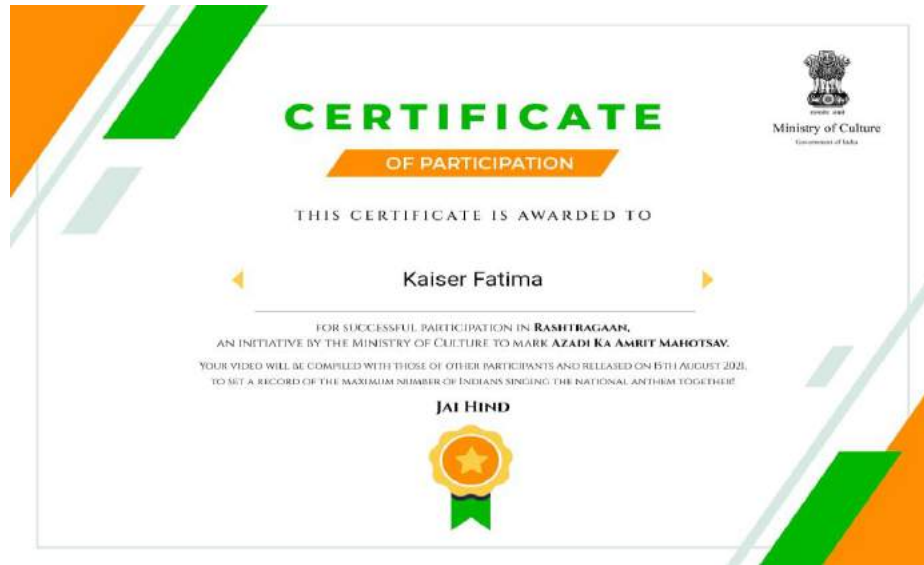 CERTIFICATE
OF PARTICIPATION
Ministry of Culture
Government of India
THIS CERTIFICATE IS AWARDED TO
Kaiser Fatima
FOR SUCCESSFUL PARTICIPATION IN RASHTRAGAAN,
AN INITIATIVE BY THE MINISTRY OF CULTURE TO MARK AZADI KA AMRIT MAHOTSAV.
YOUR VIDEO WILL BE COMPILED WITH THOSE OF OTHER PARTICIPANTS AND RELEASED ON 15TH AUGUST 2021,
TO SET A RECORD OF THE MAXIMUM NUMBER OF INDIANS SINGING THE NATIONAL ANTHEM TOGETHER!
JAI HIND